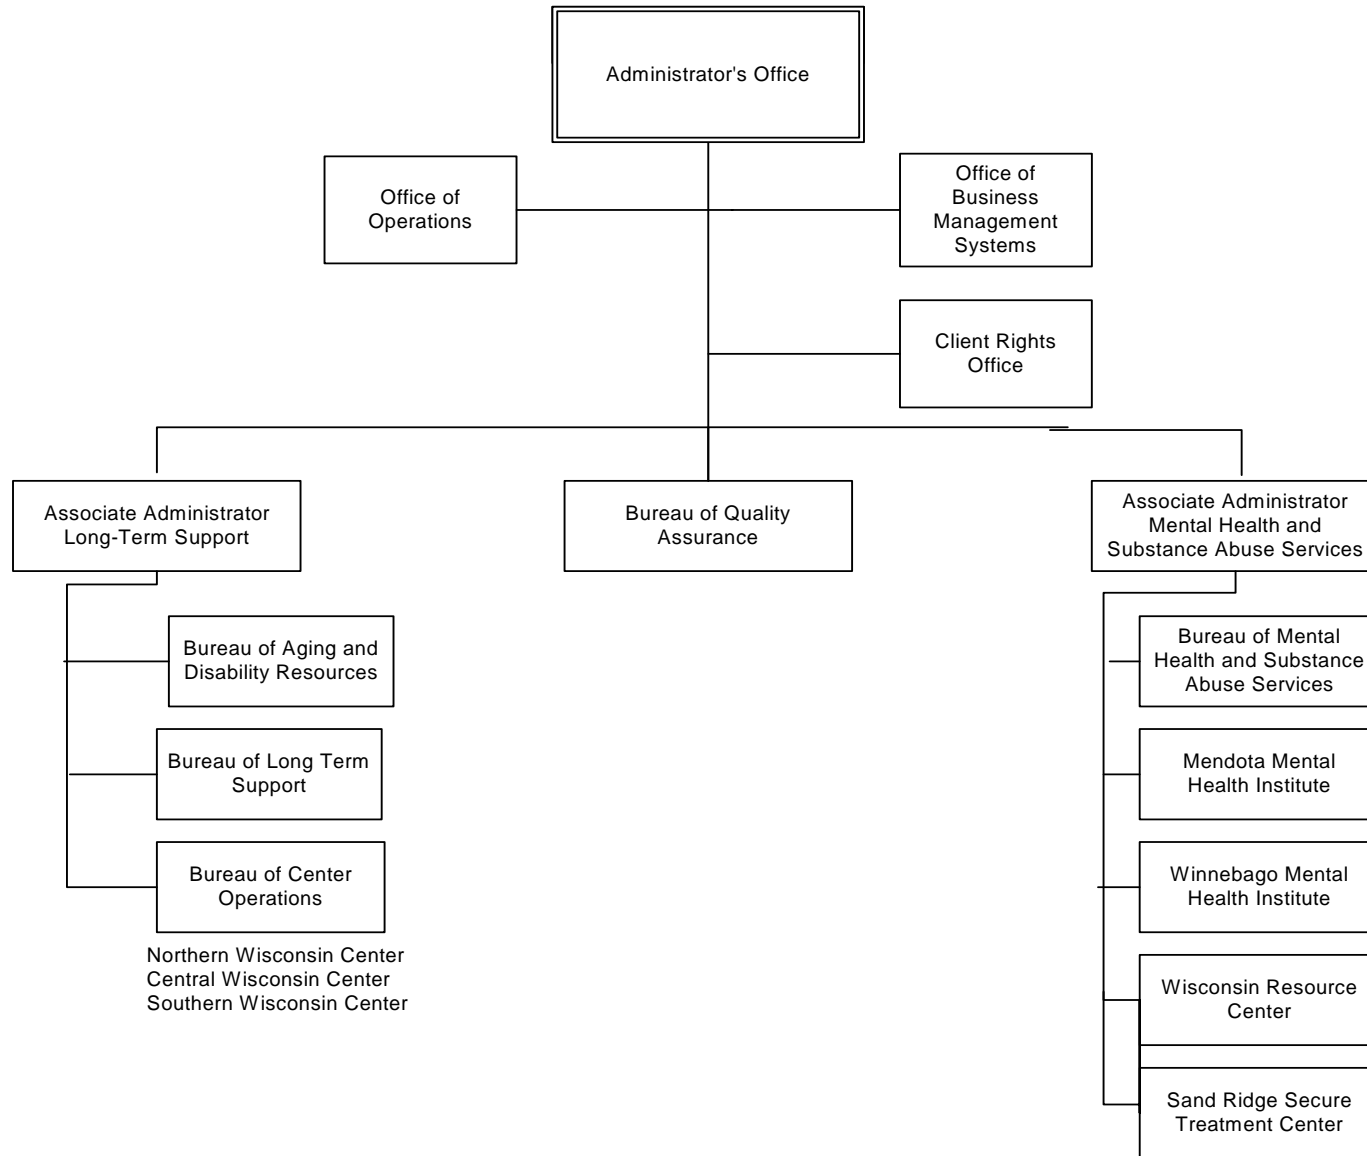 Administrator's Office
Office of
Operations
Office of
Business
Management
Systems
Client Rights
Office
Associate Administrator
Long-Term Support
Bureau of Quality
Assurance
Associate Administrator
Mental Health and
Substance Abuse Services
Bureau of Aging and
Disability Resources
Bureau of Long Term
Support
Bureau of Center
Operations
Northern Wisconsin Center
Central Wisconsin Center
Southern Wisconsin Center
Bureau of Mental
Health and Substance
Abuse Services
Mendota Mental
Health Institute
Winnebago Mental
Health Institute
Wisconsin Resource
Center
Sand Ridge Secure
Treatment Center